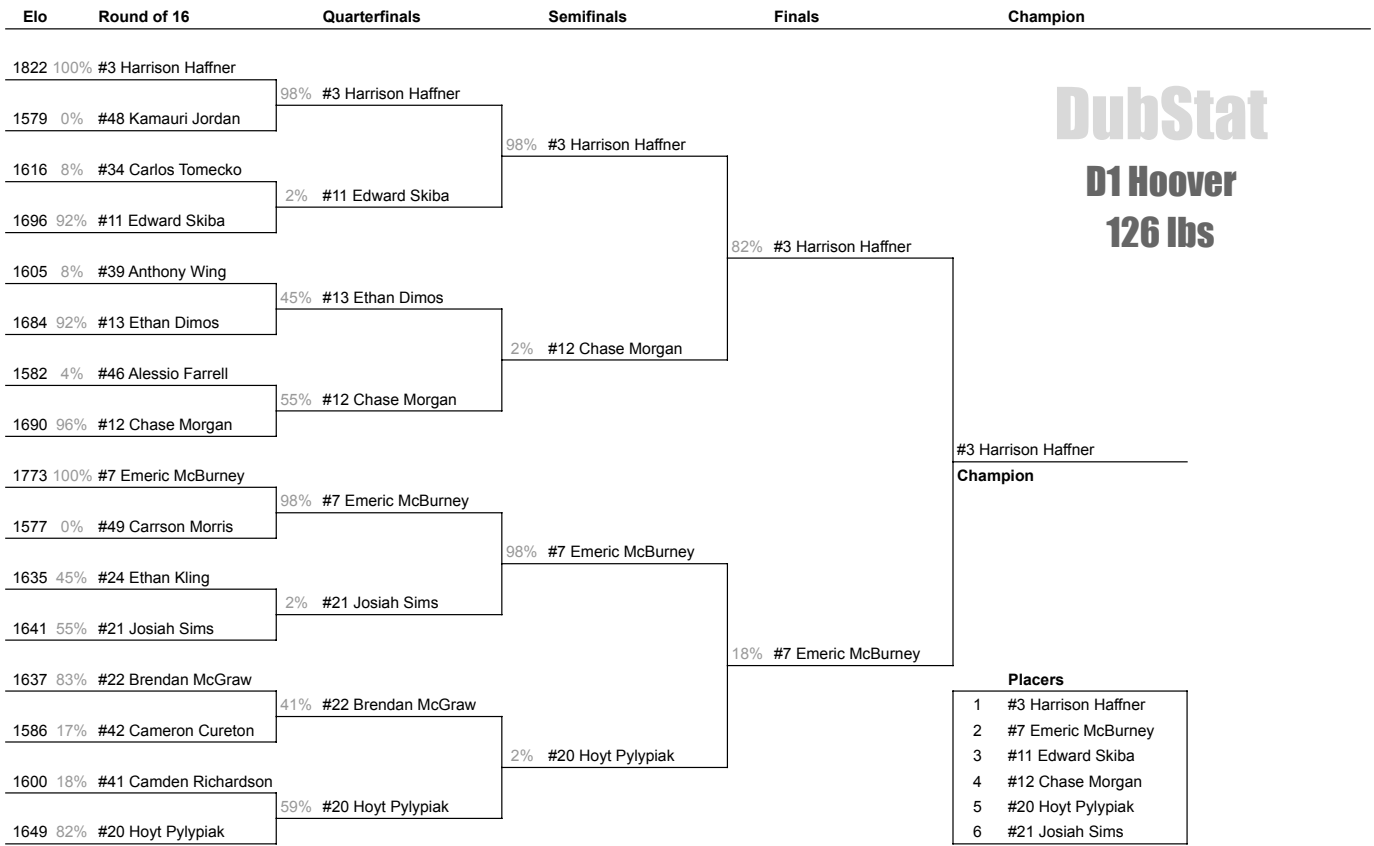 Elo Round of 16 Quarterfinals Semifinals Finals Champion
1822 100% #3 Harrison Haffner
98% #3 Harrison Haffner
1579 0% #48 Kamauri Jordan
98% #3 Harrison Haffner
1616 8% #34 Carlos Tomecko
2% #11 Edward Skiba
1696 92% #11 Edward Skiba
82% #3 Harrison Haffner
1605 8% #39 Anthony Wing
45% #13 Ethan Dimos
1684 92% #13 Ethan Dimos
2% #12 Chase Morgan
1582 4% #46 Alessio Farrell
55% #12 Chase Morgan
1690 96% #12 Chase Morgan
#3 Harrison Haffner
Champion
1773 100% #7 Emeric McBurney
98% #7 Emeric McBurney
1577 0% #49 Carrson Morris
98% #7 Emeric McBurney
1635 45% #24 Ethan Kling
2% #21 Josiah Sims
1641 55% #21 Josiah Sims
18% #7 Emeric McBurney
1637 83% #22 Brendan McGraw
41% #22 Brendan McGraw
1586 17% #42 Cameron Cureton
2% #20 Hoyt Pylypiak
1600 18% #41 Camden Richardson
59% #20 Hoyt Pylypiak
1649 82% #20 Hoyt Pylypiak
DubStat
D1 Hoover
126 lbs
Placers
1 #3 Harrison Haffner
2 #7 Emeric McBurney
3 #11 Edward Skiba
4 #12 Chase Morgan
5 #20 Hoyt Pylypiak
6 #21 Josiah Sims